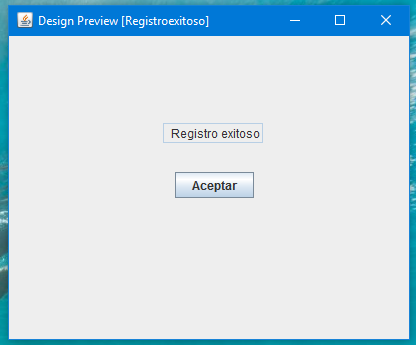 Design Preview [Registroexitoso]
Registro exitoso
Aceptar